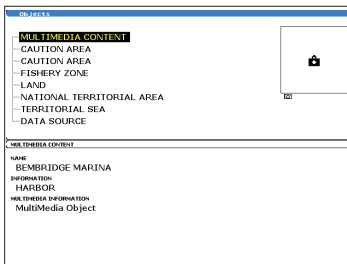 Objects
MULTIMEDIA CONTENT
CAUTION AREA
CAUTION AREA
FISHERY ZONE
LAND
NATIONAL TERRITORIAL AREA
TERRITORIAL SEA
DATA SOURCE
MULTIMEDIA CONTENT
NAME
BEMBRIDGE MARINA
INFORMATION
HARBOR
MULTIMEDIA INFORMATION
MultiMedia Object